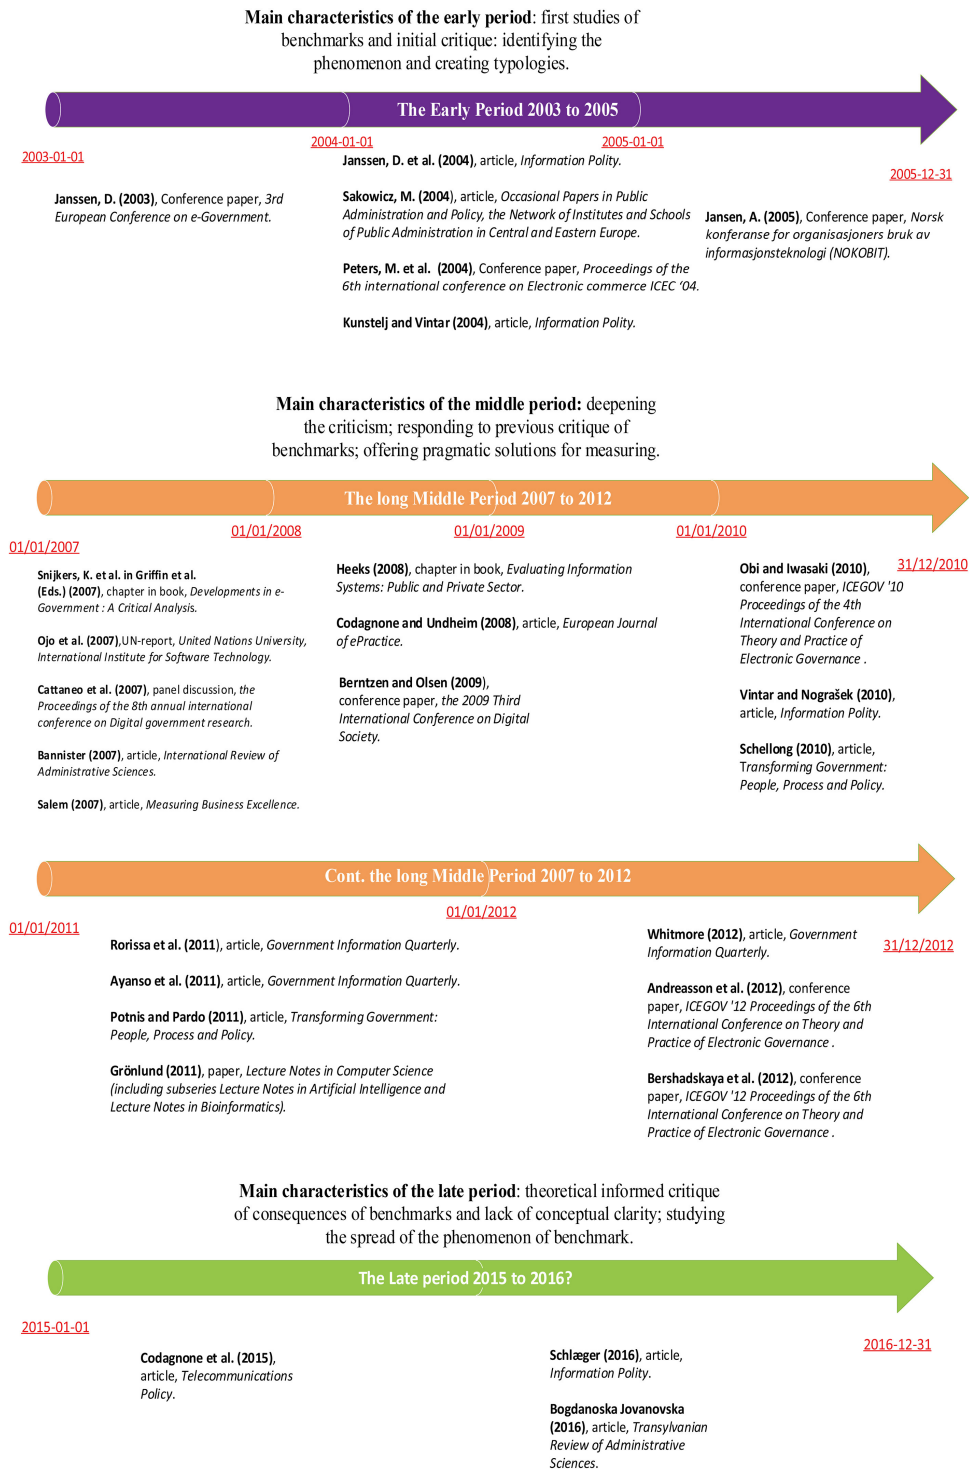 Main characteristics of the early period: first studies of
benchmarks and initial critique: identifying the
phenomenon and creating typologies.
The Early Period 2003 to 2005
2003-01-01
2004-01-01
2005-01-01
2005-12-31
Janssen, D. (2003), Conference paper, 3rd
European Conference on e-Government.
Janssen, D. et al. (2004), article, Information Polity.
Sakowicz, M. (2004), article, Occasional Papers in Public
Administration and Policy, the Network of Institutes and Schools
of Public Administration in Central and Eastern Europe.
Peters, M. et al. (2004), Conference paper, Proceedings of the
6th international conference on Electronic commerce ICEC ‘04.
Kunstelj and Vintar (2004), article, Information Polity.
Jansen, A. (2005), Conference paper, Norsk
konferanse for organisasjoners bruk av
informasjonsteknologi (NOKOBIT).
Main characteristics of the middle period: deepening
the criticism; responding to previous critique of
benchmarks; offering pragmatic solutions for measuring.
The long Middle Period 2007 to 2012
01/01/2007
01/01/2008
01/01/2009
01/01/2010
31/12/2010
Snijkers, K. et al. in Griffin et al.
(Eds.) (2007), chapter in book, Developments in e-
Government : A Critical Analysis.
Ojo et al. (2007),UN-report, United Nations University,
International Institute for Software Technology.
Cattaneo et al. (2007), panel discussion, the
Proceedings of the 8th annual international
conference on Digital government research.
Bannister (2007), article, International Review of
Administrative Sciences.
Salem (2007), article, Measuring Business Excellence.
Heeks (2008), chapter in book, Evaluating Information
Systems: Public and Private Sector.
Codagnone and Undheim (2008), article, European Journal
of ePractice.
Berntzen and Olsen (2009),
conference paper, the 2009 Third
International Conference on Digital
Society.
Obi and Iwasaki (2010),
conference paper, ICEGOV '10
Proceedings of the 4th
International Conference on
Theory and Practice of
Electronic Governance .
Vintar and Nograšek (2010),
article, Information Polity.
Schellong (2010), article,
Transforming Government:
People, Process and Policy.
Cont. the long Middle Period 2007 to 2012
01/01/2011
01/01/2012
31/12/2012
Rorissa et al. (2011), article, Government Information Quarterly.
Ayanso et al. (2011), article, Government Information Quarterly.
Potnis and Pardo (2011), article, Transforming Government:
People, Process and Policy.
Grönlund (2011), paper, Lecture Notes in Computer Science
(including subseries Lecture Notes in Artificial Intelligence and
Lecture Notes in Bioinformatics).
Whitmore (2012), article, Government
Information Quarterly.
Andreasson et al. (2012), conference
paper, ICEGOV '12 Proceedings of the 6th
International Conference on Theory and
Practice of Electronic Governance .
Bershadskaya et al. (2012), conference
paper, ICEGOV '12 Proceedings of the 6th
International Conference on Theory and
Practice of Electronic Governance .
Main characteristics of the late period: theoretical informed critique
of consequences of benchmarks and lack of conceptual clarity; studying
the spread of the phenomenon of benchmark.
The Late period 2015 to 2016?
2015-01-01
2016-12-31
Codagnone et al. (2015),
article, Telecommunications
Policy.
Schlæger (2016), article,
Information Polity.
Bogdanoska Jovanovska
(2016), article, Transylvanian
Review of Administrative
Sciences.